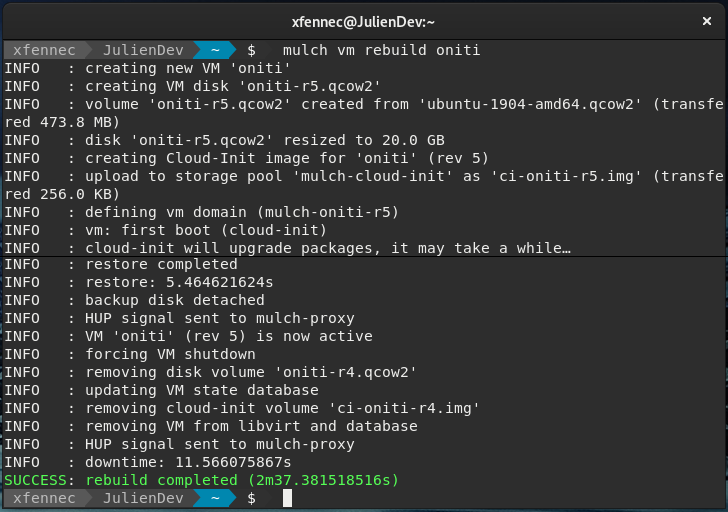 xfennec@JulienDev:~ ×
xfennec JulienDev ~ $ mulch vm rebuild oniti
INFO   : creating new VM 'oniti'
INFO   : creating VM disk 'oniti-r5.qcow2'
INFO   : volume 'oniti-r5.qcow2' created from 'ubuntu-1904-amd64.qcow2' (transfe
red 473.8 MB)
INFO   : disk 'oniti-r5.qcow2' resized to 20.0 GB
INFO   : creating Cloud-Init image for 'oniti' (rev 5)
INFO   : upload to storage pool 'mulch-cloud-init' as 'ci-oniti-r5.img' (transfe
red 256.0 KB)
INFO   : defining vm domain (mulch-oniti-r5)
INFO   : vm: first boot (cloud-init)
INFO   : cloud-init will upgrade packages, it may take a while…
INFO   : restore completed
INFO   : restore: 5.464621624s
INFO   : backup disk detached
INFO   : HUP signal sent to mulch-proxy
INFO   : VM 'oniti' (rev 5) is now active
INFO   : forcing VM shutdown
INFO   : removing disk volume 'oniti-r4.qcow2'
INFO   : updating VM state database
INFO   : removing cloud-init volume 'ci-oniti-r4.img'
INFO   : removing VM from libvirt and database
INFO   : HUP signal sent to mulch-proxy
INFO   : downtime: 11.566075867s
SUCCESS: rebuild completed (2m37.381518516s)
xfennec JulienDev ~ $